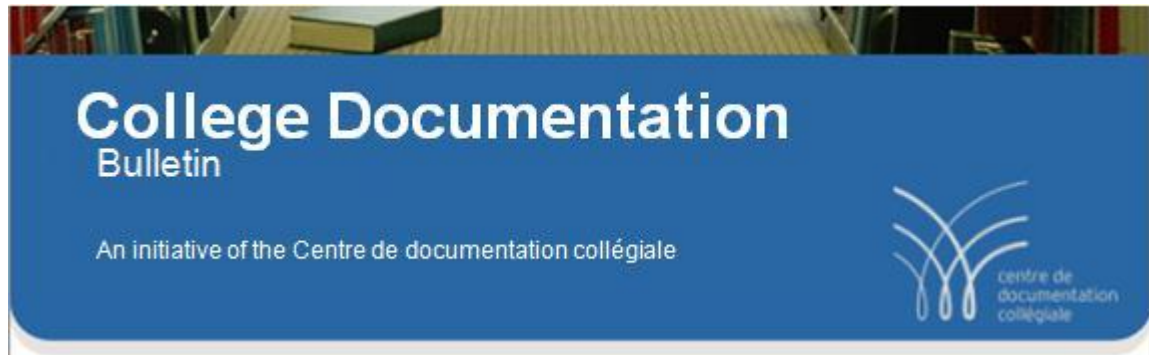 College Documentation
Bulletin
An initiative of the Centre de documentation collégiale
centre de
documentation
collégiale